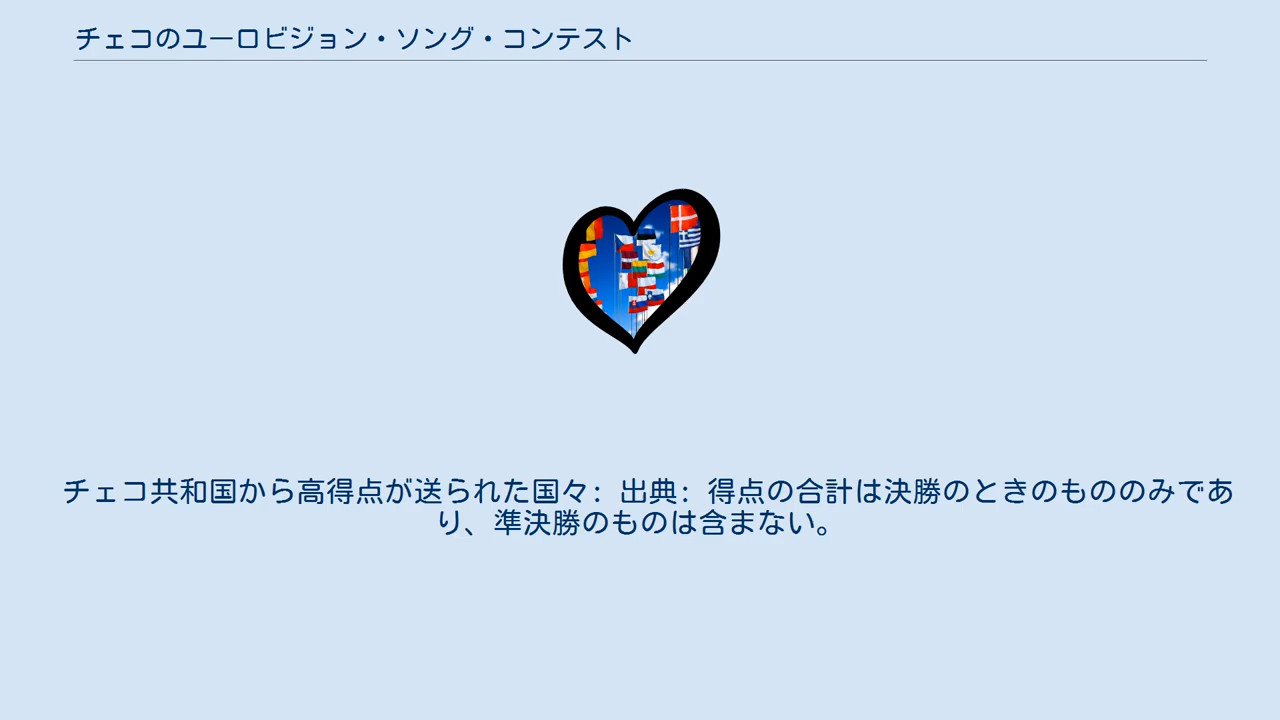 チェコのユーロビジョン・ソング・コンテスト
チェコ共和国から高得点が送られた国々: 出典: 得点の合計は決勝のときのもののみであ
り、準決勝のものは含まない。